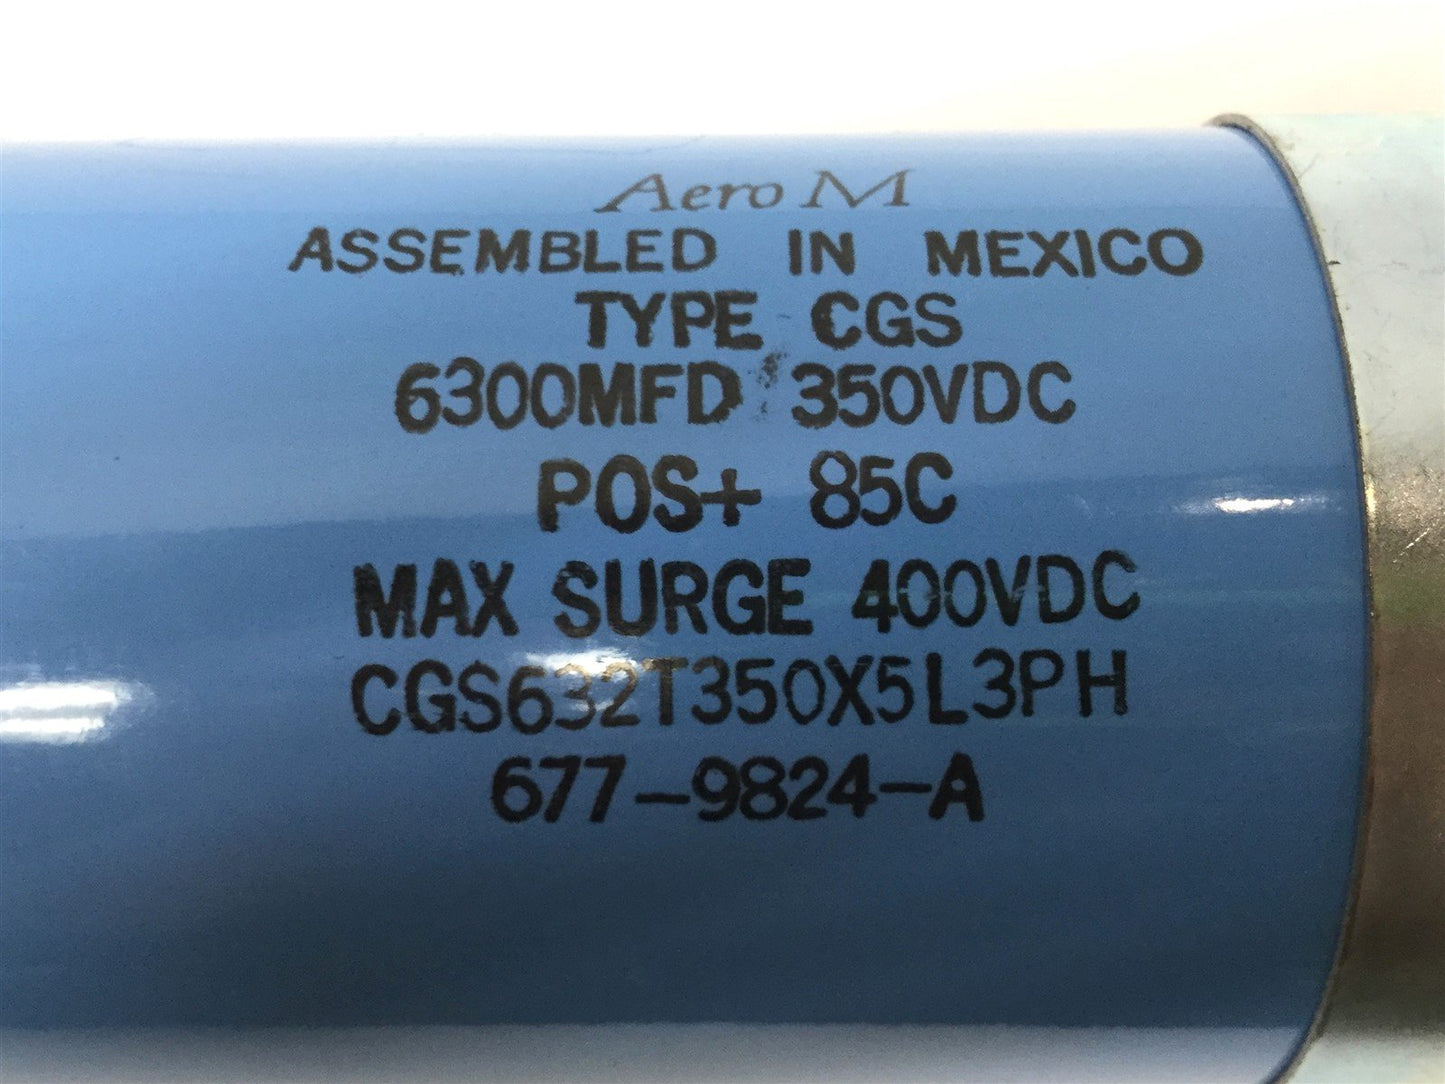 Aero M
ASSEMBLED IN MEXICO
TYPE CGS
6300MFD 350VDC
POS+ 85C
MAX SURGE 400VDC
CGS632T350X5L3PH
677-9824-A